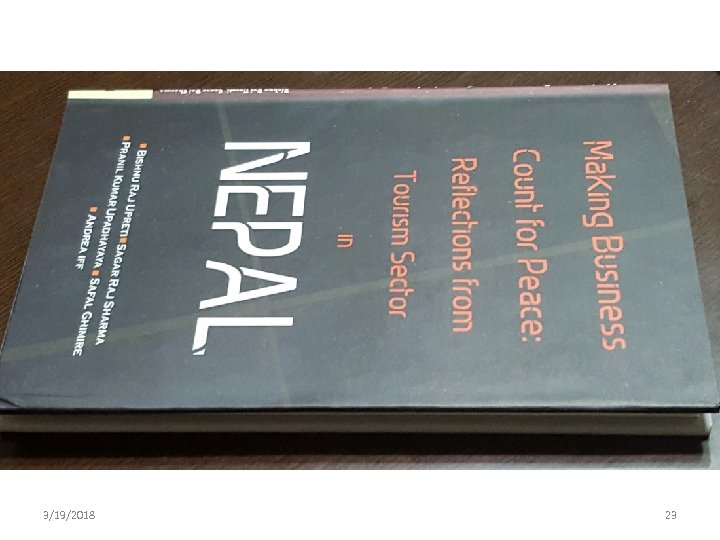 Making Business
Count for Peace:
Reflections from
Tourism Sector
in
NEPAL
▪ BISHNU RAJ UPRETI ▪ SAGAR RAJ SHARMA
▪ PRANIL KUMAR UPADHAYAYA ▪ SAFAL GHIMIRE
▪ ANDREA IFF
3/19/2018
23